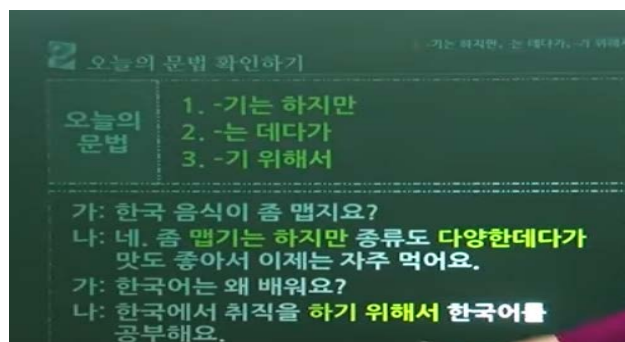 -기는 하지만, -는 데다가, -기 위해서
2 오늘의 문법 확인하기
오늘의 문법
1. -기는 하지만
2. -는 데다가
3. -기 위해서
가: 한국 음식이 좀 맵지요?
나: 네. 좀 맵기는 하지만 종류도 다양한데다가
맛도 좋아서 이제는 자주 먹어요.
가: 한국어는 왜 배워요?
나: 한국에서 취직을 하기 위해서 한국어를
공부해요.